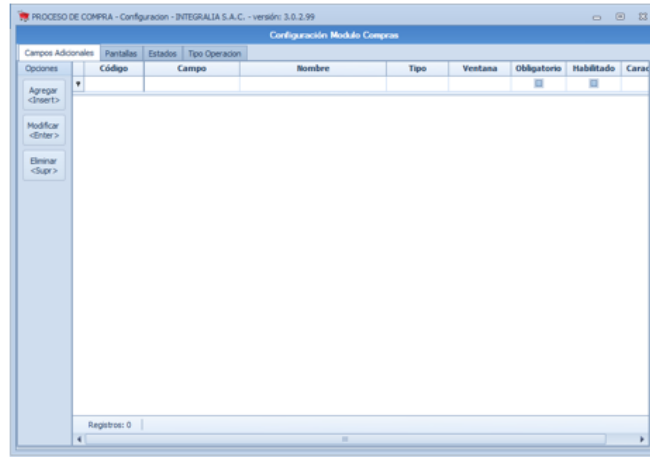 PROCESO DE COMPRA - Configuracion - INTEGRALIA S.A.C. - versión: 3.0.2.99
Configuración Modulo Compras
Campos Adicionales Pantallas Estados Tipo Operacion
Opciones Código Campo Nombre Tipo Ventana Obligatorio Habilitado Carac
Agregar
<Insert>
Modificar
<Enter>
Eliminar
<Supr>
Registros: 0